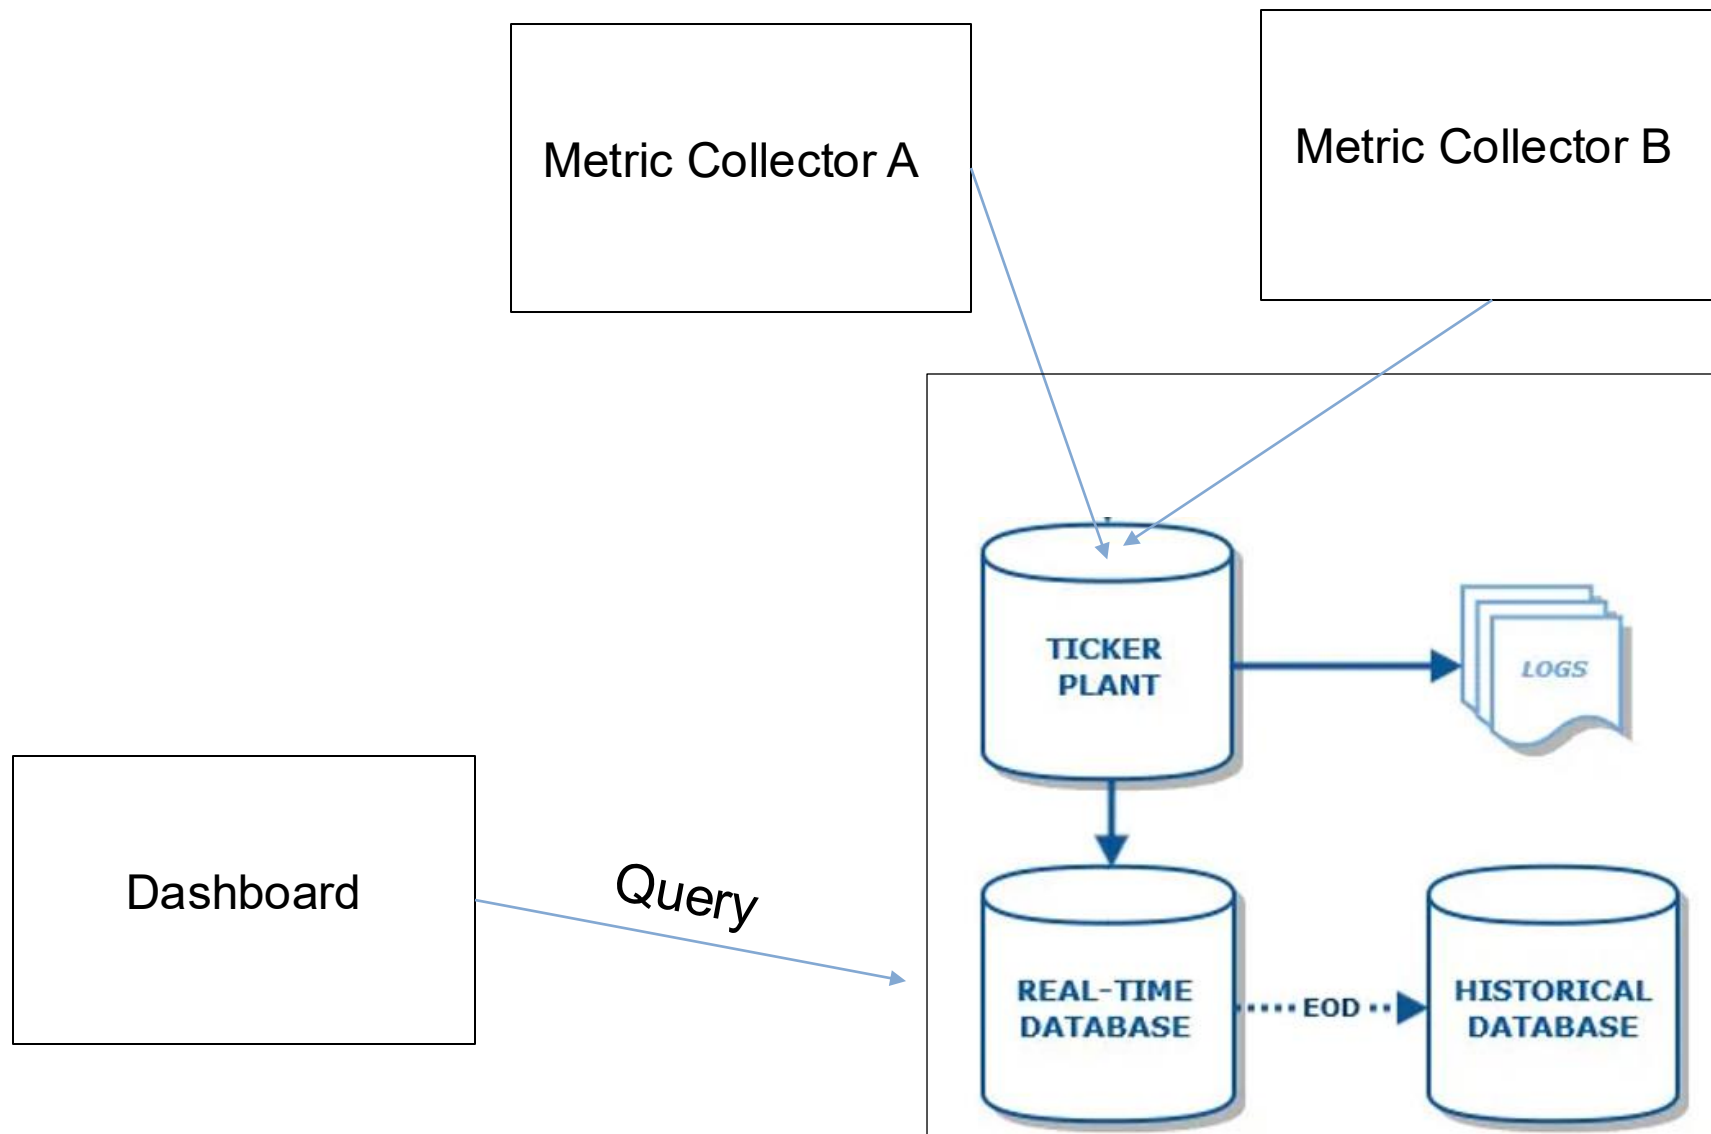 Metric Collector A
Metric Collector B
TICKER
PLANT
LOGS
Dashboard
Query
REAL-TIME
DATABASE
EOD
HISTORICAL
DATABASE